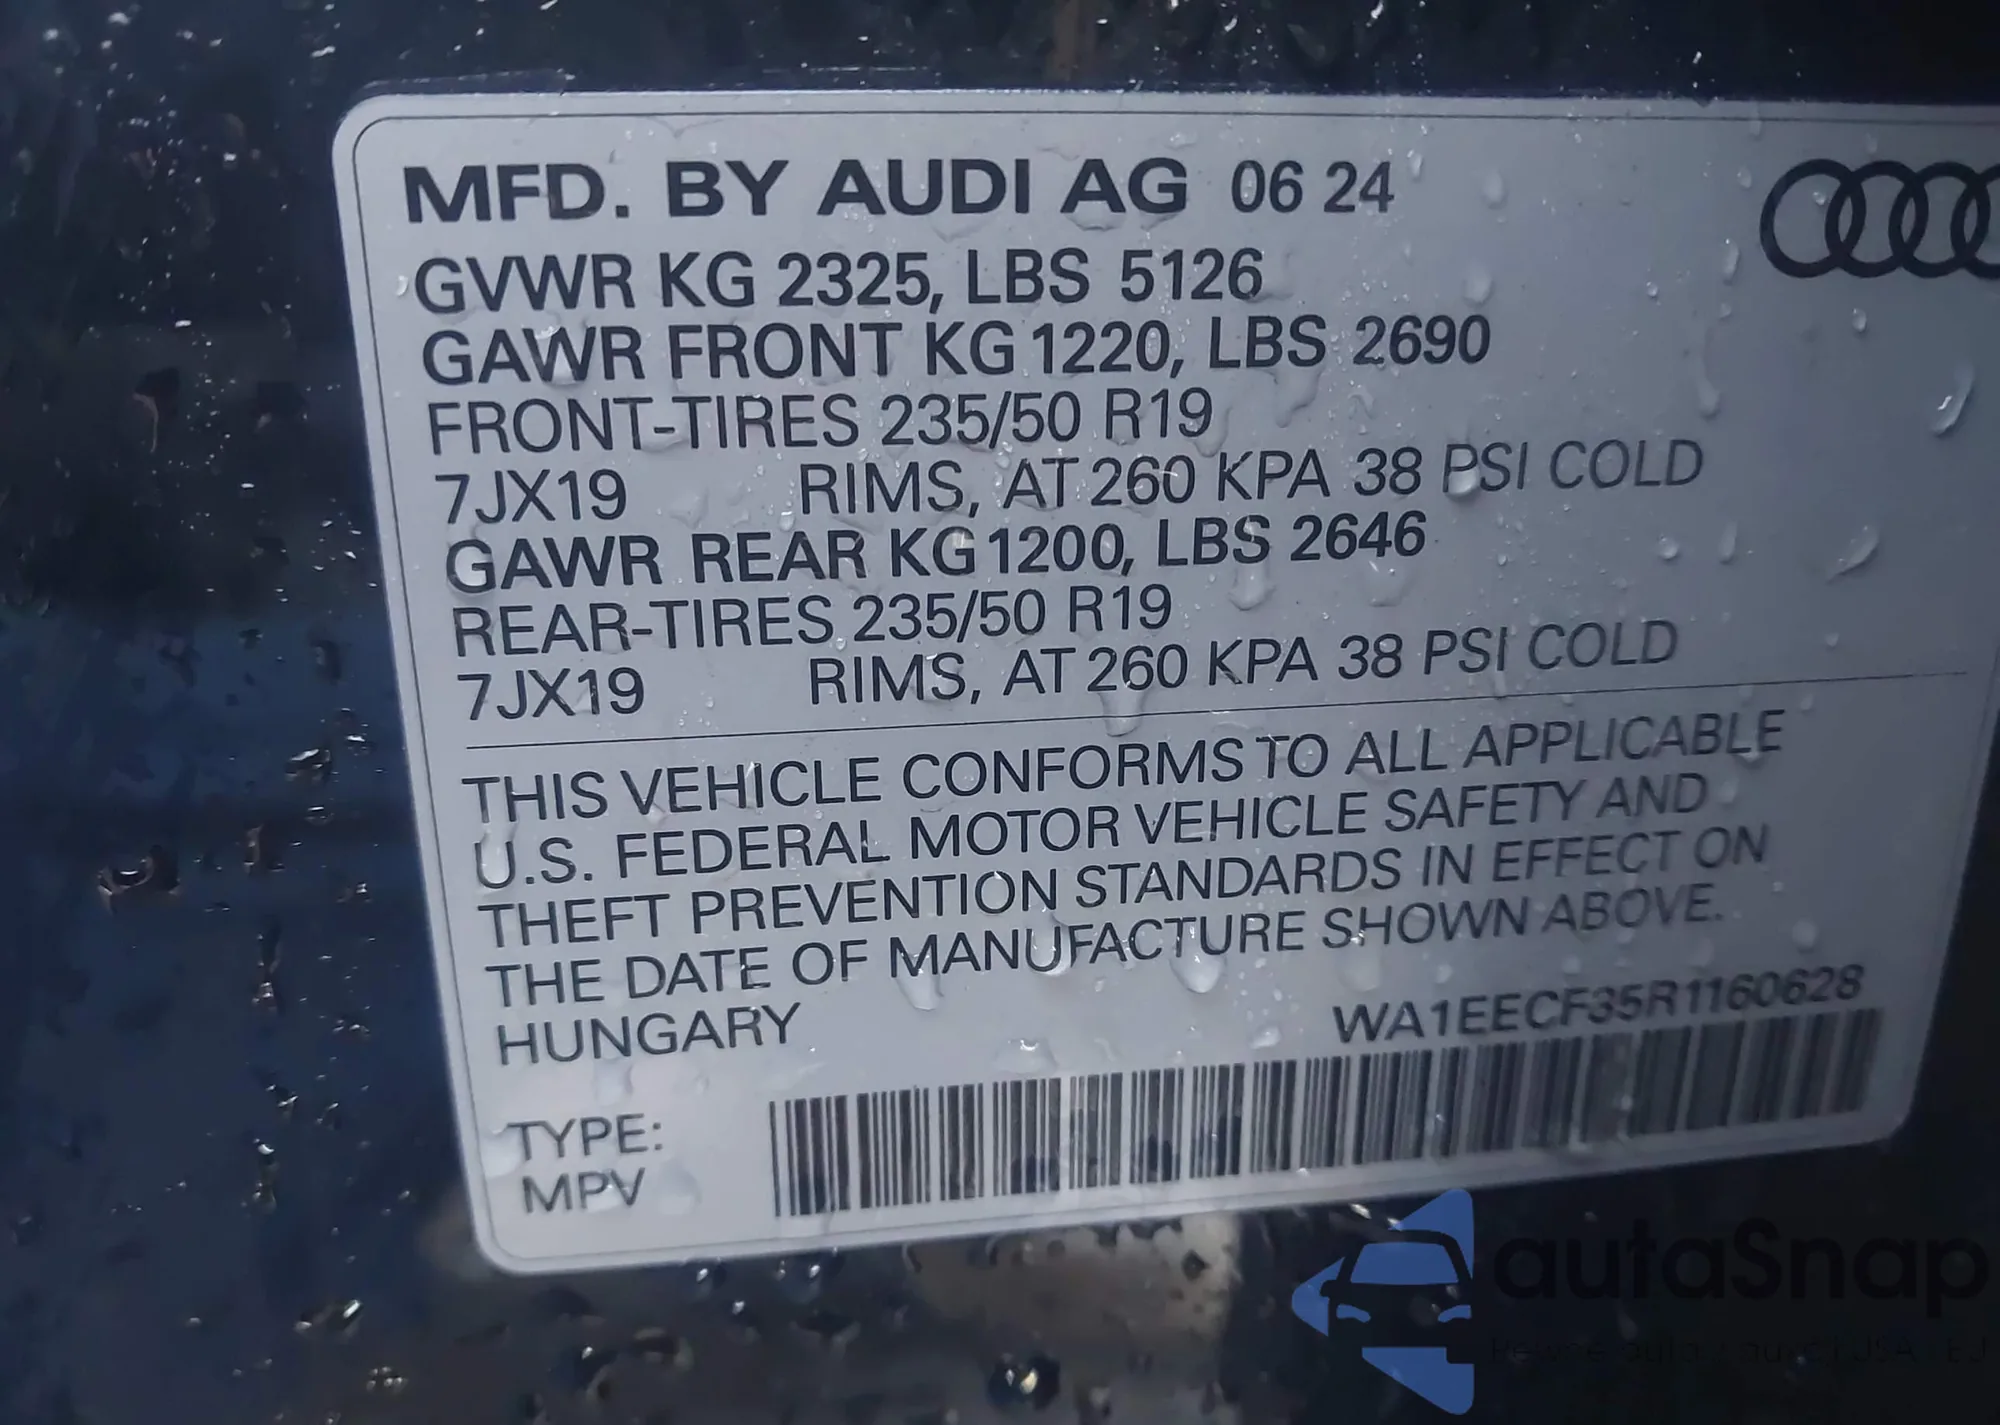 MFD. BY AUDI AG 06 24
GVWR KG 2325, LBS 5126
GAWR FRONT KG 1220, LBS 2690
FRONT-TIRES 235/50 R19
7JX19 RIMS, AT 260 KPA 38 PSI COLD
GAWR REAR KG 1200, LBS 2646
REAR-TIRES 235/50 R19
7JX19 RIMS, AT 260 KPA 38 PSI COLD
THIS VEHICLE CONFORMS TO ALL APPLICABLE
U.S. FEDERAL MOTOR VEHICLE SAFETY AND
THEFT PREVENTION STANDARDS IN EFFECT ON
THE DATE OF MANUFACTURE SHOWN ABOVE.
HUNGARY WA1EECF35R1160628
TYPE:
MPV
autoSnap